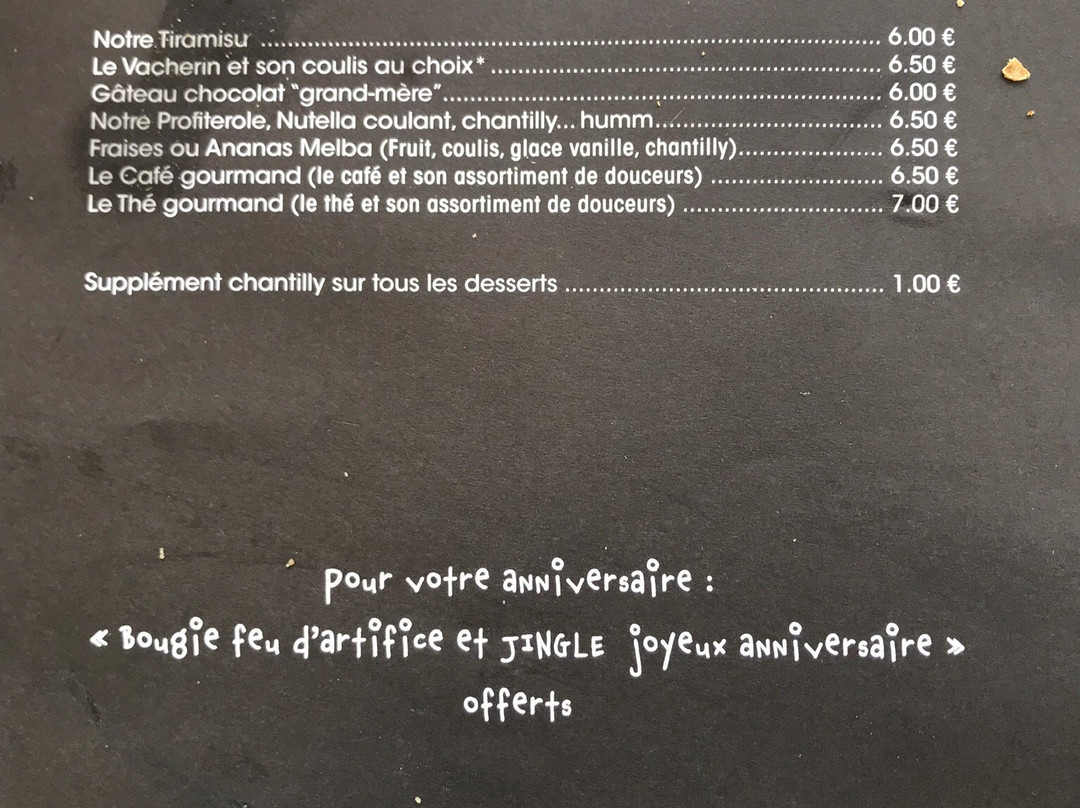 Notre Tiramisu ........................ 6.00 €
Le Vacherin et son coulis au choix* ........................ 6.50 €
Gâteau chocolat "grand-mère" ........................ 6.00 €
Notre Profiterole, Nutella coulant, chantilly... humm ........................ 6.50 €
Fraises ou Ananas Melba (Fruit, coulis, glace vanille, chantilly) ........................ 6.50 €
Le Café gourmand (le café et son assortiment de douceurs) ........................ 6.50 €
Le Thé gourmand (le thé et son assortiment de douceurs) ........................ 7.00 €
Supplément chantilly sur tous les desserts ........................ 1.00 €
pour votre anniversaire :
« Bougie feu d'artifice et JINGLE joyeux anniversaire »
offerts